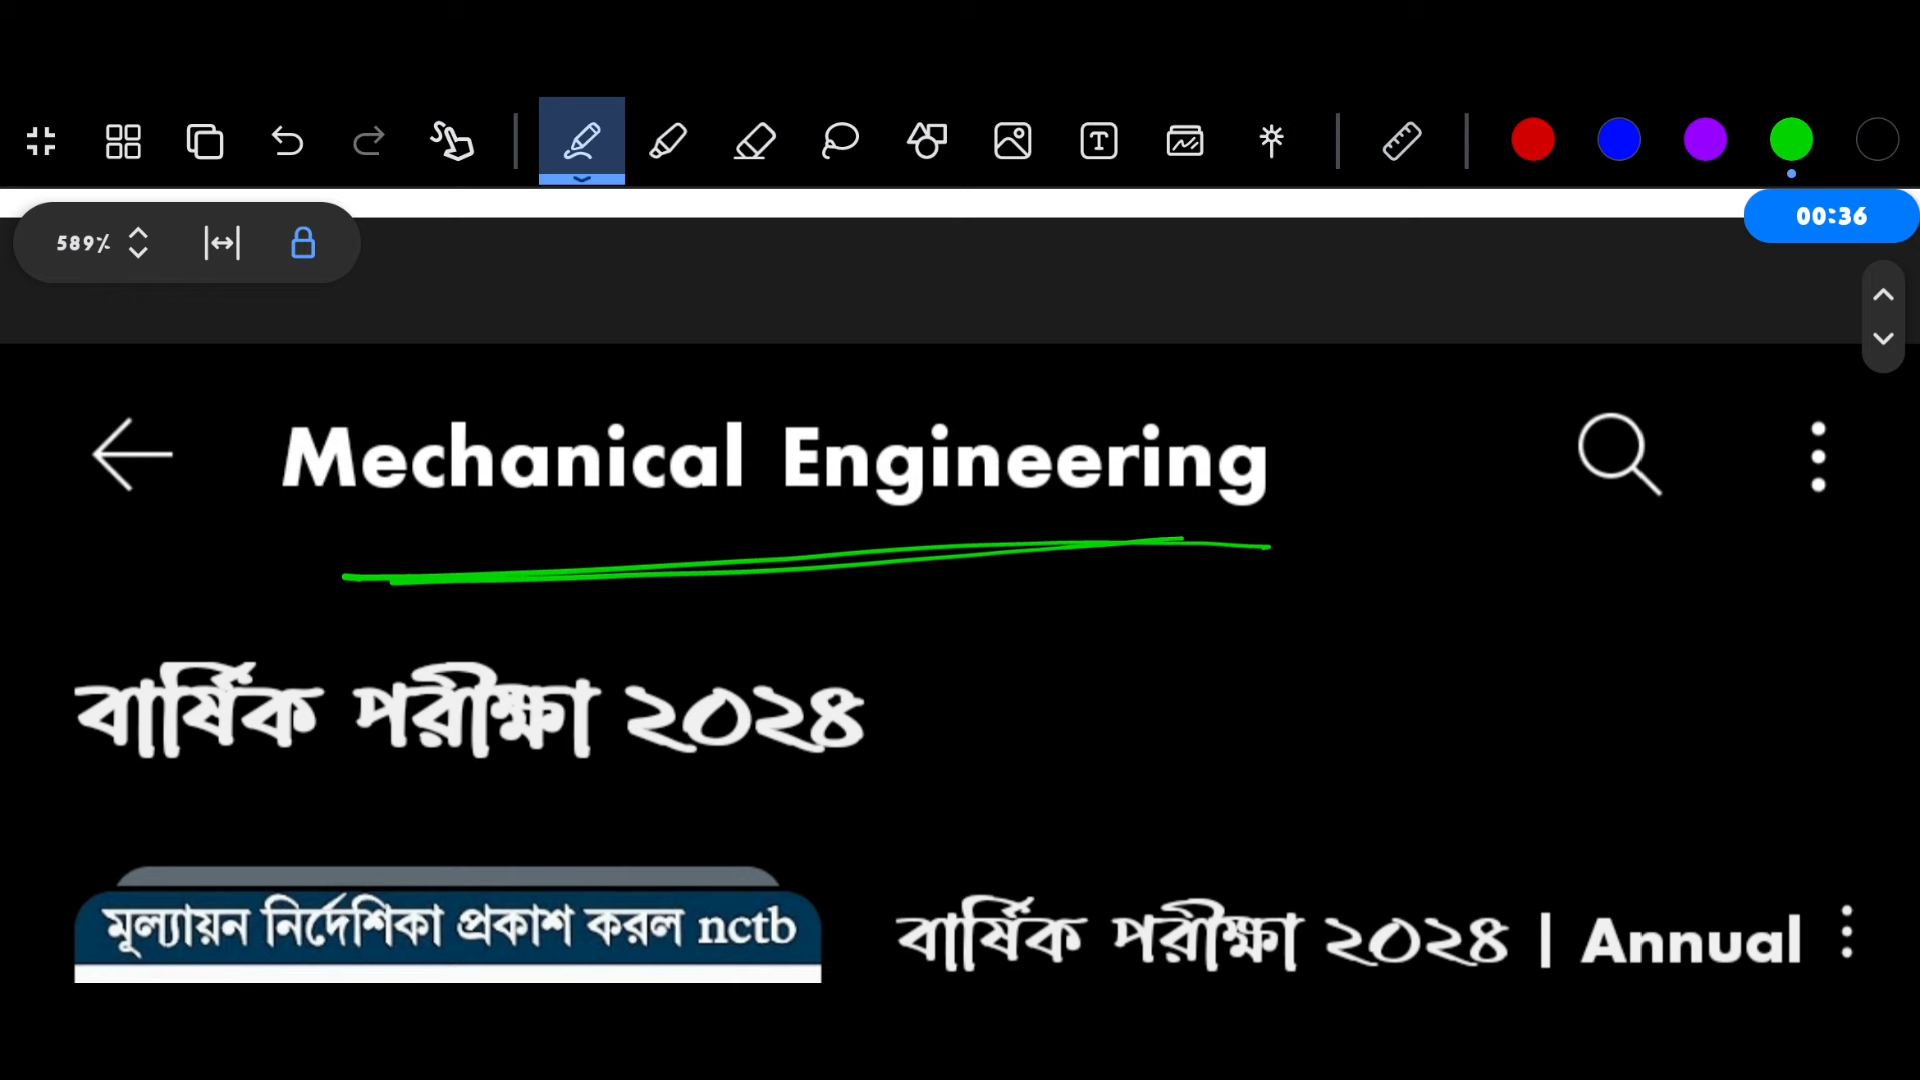 589%
00:36
Mechanical Engineering
বার্ষিক পরীক্ষা ২০২৪
মূল্যায়ন নির্দেশিকা প্রকাশ করল nctb
বার্ষিক পরীক্ষা ২০২৪ | Annual